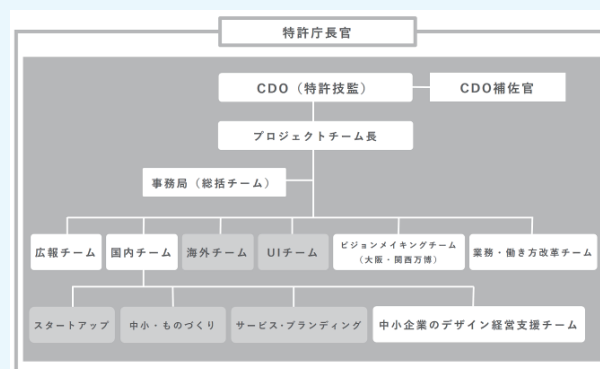 特許庁長官
CDO（特許技監）
CDO補佐官
プロジェクトチーム長
事務局（総括チーム）
広報チーム
国内チーム
海外チーム
UIチーム
ビジョンメイキングチーム
（大阪・関西万博）
業務・働き方改革チーム
スタートアップ
中小・ものづくり
サービス・ブランディング
中小企業のデザイン経営支援チーム